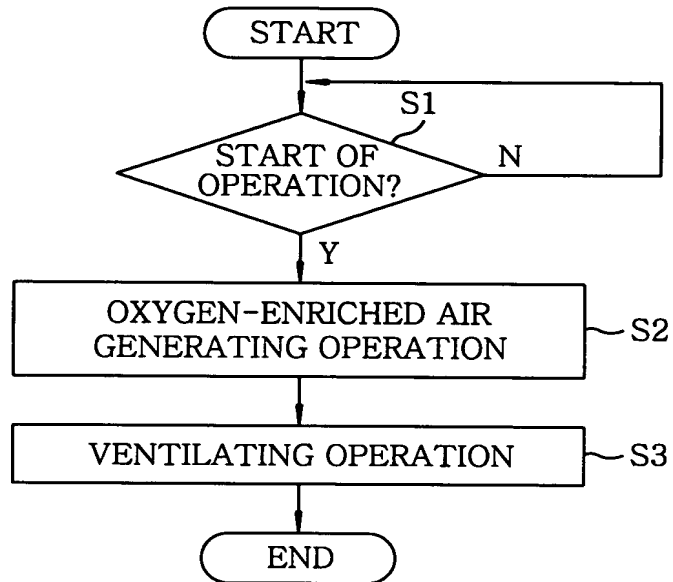 START
S1
START OF
OPERATION?
N
Y
OXYGEN-ENRICHED AIR
GENERATING OPERATION
S2
VENTILATING OPERATION
S3
END